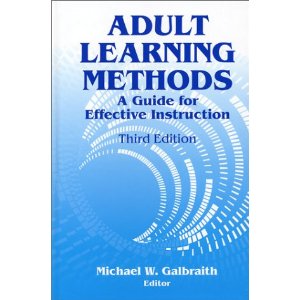 ADULT
LEARNING
METHODS
A Guide for
Effective Instruction
Third Edition
Michael W. Galbraith
Editor